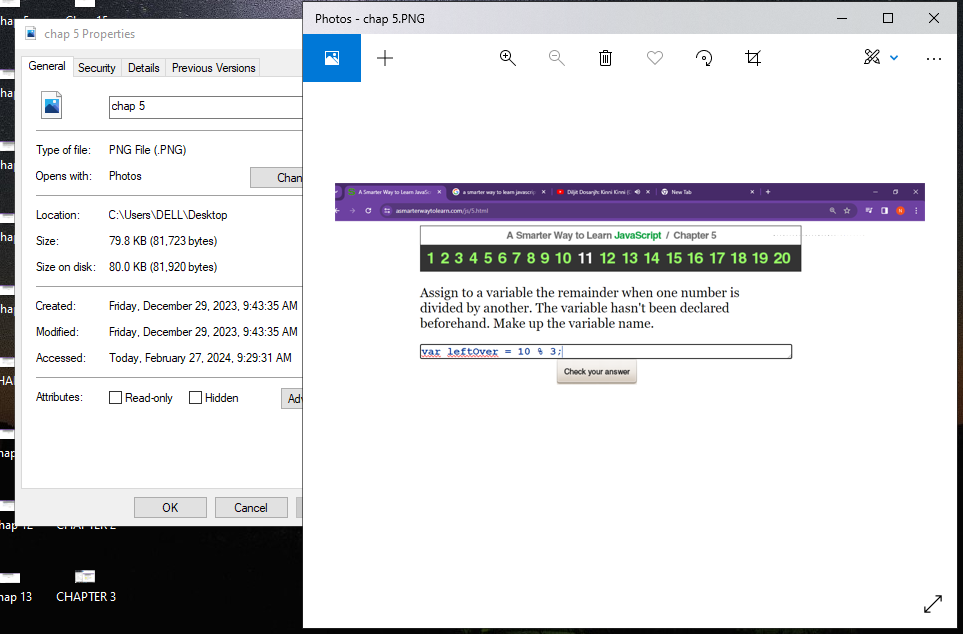 chap 5 Properties
General
Security
Details
Previous Versions
chap 5
Type of file:
PNG File (.PNG)
Opens with:
Photos
Chan
Location:
C:\Users\DELL\Desktop
Size:
79.8 KB (81,723 bytes)
Size on disk:
80.0 KB (81,920 bytes)
Created:
Friday, December 29, 2023, 9:43:35 AM
Modified:
Friday, December 29, 2023, 9:43:35 AM
Accessed:
Today, February 27, 2024, 9:29:31 AM
Attributes:
Read-only
Hidden
Adv
OK
Cancel
hap 13
CHAPTER 3
Photos - chap 5.PNG
A Smarter Way to Learn JavaSc
a smarter way to learn javascrip
Diljit Dosanjh: Kinni Kinni (
New Tab
asmarterwaytolearn.com/js/5.html
A Smarter Way to Learn JavaScript / Chapter 5
1 2 3 4 5 6 7 8 9 10 11 12 13 14 15 16 17 18 19 20
Assign to a variable the remainder when one number is
divided by another. The variable hasn't been declared
beforehand. Make up the variable name.
var leftOver = 10 % 3;
Check your answer